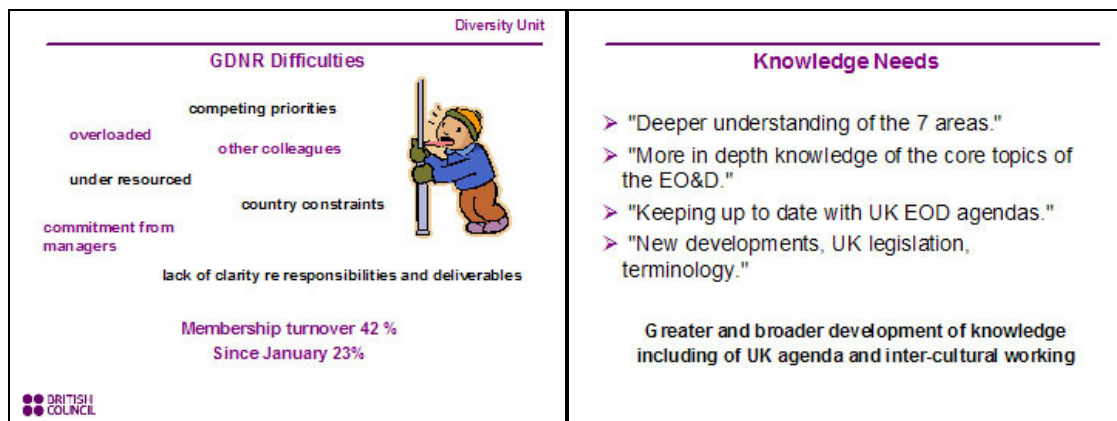 Diversity Unit
GDNR Difficulties
competing priorities
overloaded
other colleagues
under resourced
country constraints
commitment from
managers
lack of clarity re responsibilities and deliverables
Membership turnover 42 %
Since January 23%
BRITISH
COUNCIL
Knowledge Needs
➢ "Deeper understanding of the 7 areas."
➢ "More in depth knowledge of the core topics of
the EO&D."
➢ "Keeping up to date with UK EOD agendas."
➢ "New developments, UK legislation,
terminology."
Greater and broader development of knowledge
including of UK agenda and inter-cultural working